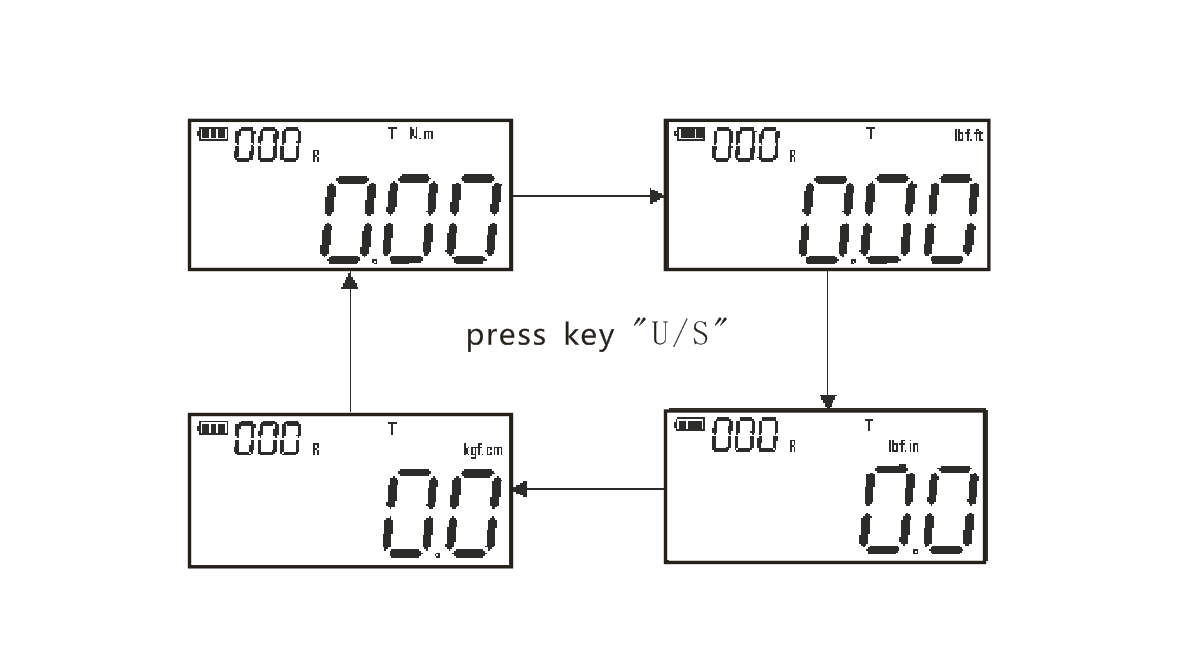 000 R T N.m
0.00
000 R T lbf.ft
0.00
press key "U/S"
000 R T
kgf.cm
0.0
000 R T
lbf.in
0.0